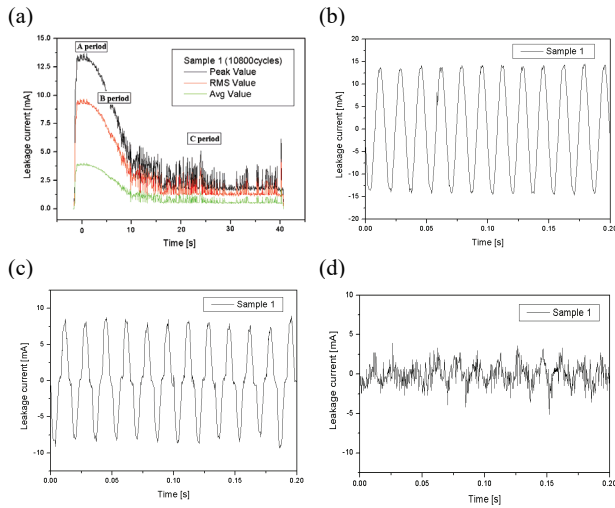 (a)
A period
B period
C period
Sample 1 (10800cycles)
Peak Value
RMS Value
Avg Value
Leakage current [mA]
15.0
12.5
10.0
7.5
5.0
2.5
0.0
0 10 20 30 40 50
Time [s]
(b)
Sample 1
Leakage current [mA]
20
15
10
5
0
-5
-10
-15
-20
0.00 0.05 0.10 0.15 0.20
Time [s]
(c)
Sample 1
Leakage current [mA]
10
5
0
-5
-10
0.00 0.05 0.10 0.15 0.20
Time [s]
(d)
Sample 1
Leakage current [mA]
10
5
0
-5
-10
0.00 0.05 0.10 0.15 0.20
Time [s]